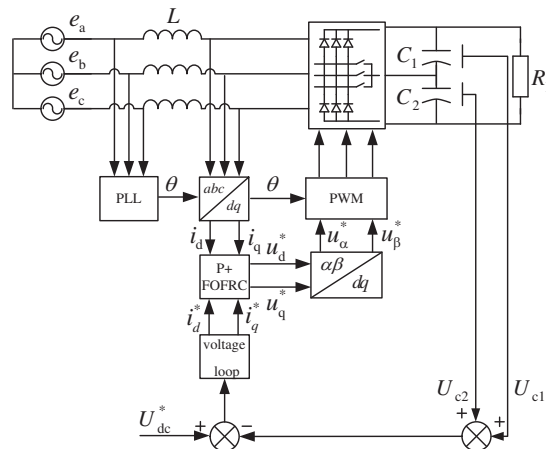 e_a
L
e_b
e_c
C_1
C_2
R
PLL
θ
abc
dq
θ
PWM
i_d
i_q
u_d^*
u_α^*
u_β^*
P+
FOFRC
u_q^*
αβ
dq
i_d^*
i_q^*
voltage
loop
U_c2
U_c1
U_dc^*
+
−
+
+